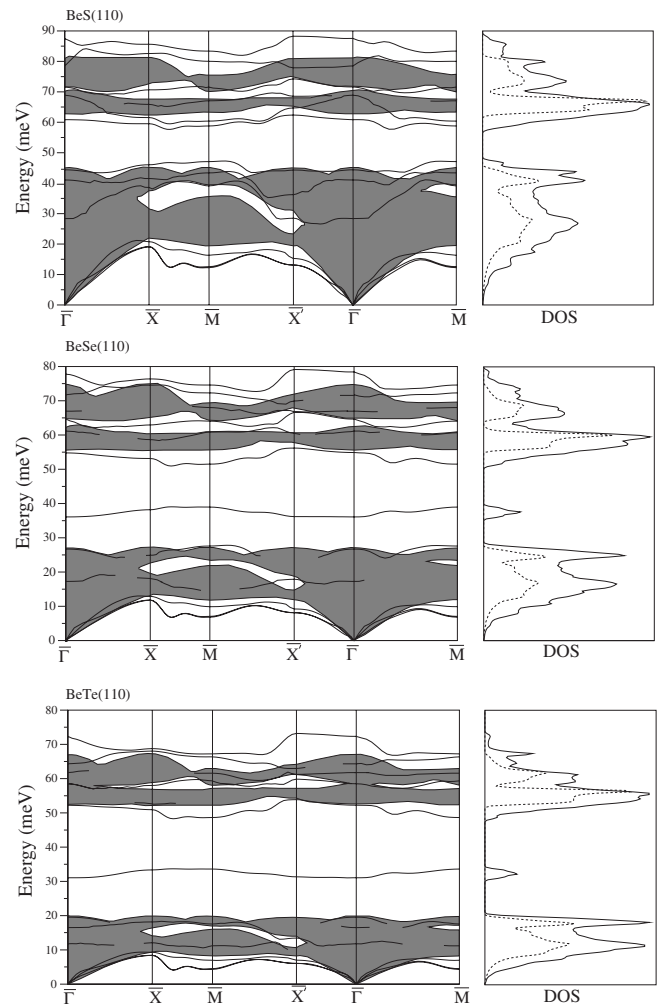 BeS(110)
90
80
70
60
50
40
30
20
10
0
Energy (meV)
Γ̅ X̅ M̅ X̅' Γ̅ M̅
DOS
BeSe(110)
80
70
60
50
40
30
20
10
0
Energy (meV)
Γ̅ X̅ M̅ X̅' Γ̅ M̅
DOS
BeTe(110)
80
70
60
50
40
30
20
10
0
Energy (meV)
Γ̅ X̅ M̅ X̅' Γ̅ M̅
DOS